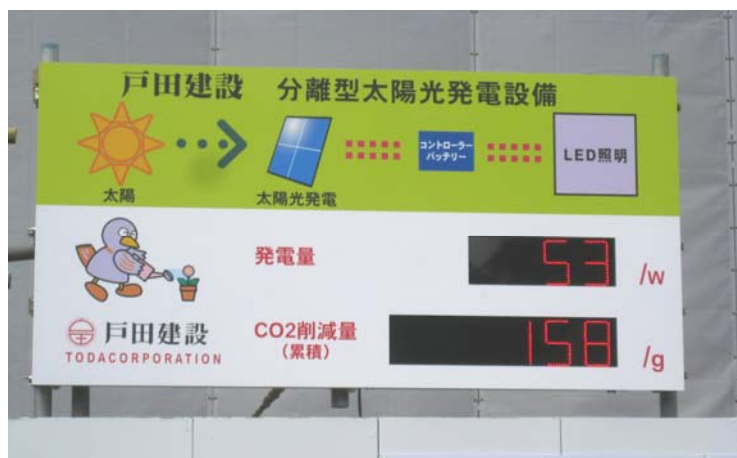 戸田建設 分離型太陽光発電設備
太陽
太陽光発電
コントローラー
バッテリー
LED照明
発電量 53 /w
戸田建設
TODACORPORATION
CO2削減量
(累積)
158 /g